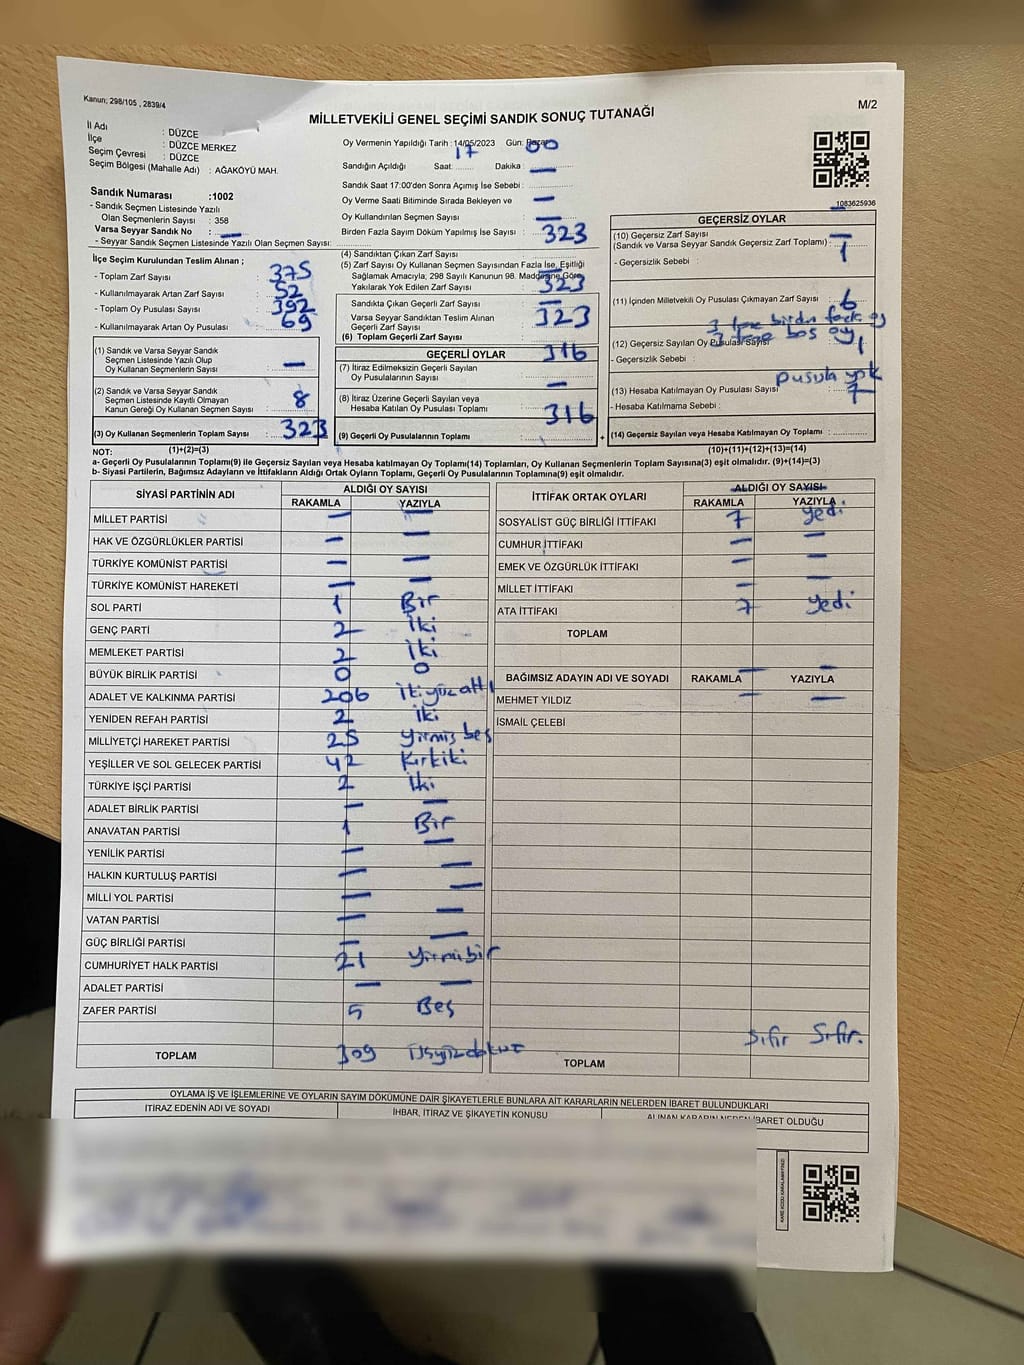 Kanun; 298/105 , 2839/4
M/2
MİLLETVEKİLİ GENEL SEÇİMİ SANDIK SONUÇ TUTANAĞI
İl Adı : DÜZCE
İlçe : DÜZCE MERKEZ
Seçim Çevresi : DÜZCE
Seçim Bölgesi (Mahalle Adı) : AĞAKÖYÜ MAH.
Sandık Numarası :1002
- Sandık Seçmen Listesinde Yazılı
Olan Seçmenlerin Sayısı : 358
Varsa Seyyar Sandık No : —
- Seyyar Sandık Seçmen Listesinde Yazılı Olan Seçmen Sayısı:
İlçe Seçim Kurulundan Teslim Alınan ;
- Toplam Zarf Sayısı : 375
- Kullanılmayarak Artan Zarf Sayısı : 52
- Toplam Oy Pusulası : 392
- Kullanılmayarak Artan Oy Pusulası : 69
(1) Sandık ve Varsa Seyyar Sandık
Seçmen Listesinde Yazılı Olup
Oy Kullanan Seçmenlerin Sayısı : —
(2) Sandık ve Varsa Seyyar Sandık
Seçmen Listesinde Kayıtlı Olmayan
Kanun Gereği Oy Kullanan Seçmen Sayısı : 8
(3) Oy Kullanan Seçmenlerin Toplam Sayısı : 323
(1)+(2)=(3)
Oy Vermenin Yapıldığı Tarih : 14/05/2023 Gün: Pazar
Sandığın Açıldığı Saat: 17 Dakika : 00
Sandık Saat 17:00'den Sonra Açımış İse Sebebi : —
Oy Verme Saati Bitiminde Sırada Bekleyen ve
Oy Kullandırılan Seçmen Sayısı : —
Birden Fazla Sayım Döküm Yapılmış İse Sayısı : —
(4) Sandıktan Çıkan Zarf Sayısı 323
(5) Zarf Sayısı Oy Kullanan Seçmen Sayısından Fazla İse, Eşitliği
Sağlamak Amacıyla, 298 Sayılı Kanunun 98. Maddesine Göre
Yakılarak Yok Edilen Zarf Sayısı :
Sandıkta Çıkan Geçerli Zarf Sayısı : 323
Varsa Seyyar Sandıktan Teslim Alınan
Geçerli Zarf Sayısı : —
(6) Toplam Geçerli Zarf Sayısı 323
GEÇERLİ OYLAR
(7) İtiraz Edilmeksizin Geçerli Sayılan
Oy Pusulalarının Sayısı : 316
(8) İtiraz Üzerine Geçerli Sayılan veya
Hesaba Katılan Oy Pusulası Toplamı : —
(9) Geçerli Oy Pusulalarının Toplamı : 316
+
1083625936
GEÇERSİZ OYLAR
(10) Geçersiz Zarf Sayısı
(Sandık ve Varsa Seyyar Sandık Geçersiz Zarf Toplamı) : —
- Geçersizlik Sebebi : 1
(11) İçinden Milletvekili Oy Pusulası Çıkmayan Zarf Sayısı : 6
(12) Geçersiz Sayılan Oy Pusulası Sayısı
boş oy 1
- Geçersizlik Sebebi :
pusula yok
(13) Hesaba Katılmayan Oy Pusulası Sayısı 7
- Hesaba Katılmama Sebebi :
(14) Geçersiz Sayılan veya Hesaba Katılmayan Oy Toplamı :
(10)+(11)+(12)+(13)=(14)
NOT:
a- Geçerli Oy Pusulalarının Toplamı(9) ile Geçersiz Sayılan veya Hesaba katılmayan Oy Toplamı(14) Toplamları, Oy Kullanan Seçmenlerin Toplam Sayısına(3) eşit olmalıdır. (9)+(14)=(3)
b- Siyasi Partilerin, Bağımsız Adayların ve İttifakların Aldığı Ortak Oyların Toplamı, Geçerli Oy Pusulalarının Toplamına(9) eşit olmalıdır.
SİYASİ PARTİNİN ADI ALDIĞI OY SAYISI
RAKAMLA YAZIYLA
MİLLET PARTİSİ — —
HAK VE ÖZGÜRLÜKLER PARTİSİ — —
TÜRKİYE KOMÜNİST PARTİSİ — —
TÜRKİYE KOMÜNİST HAREKETİ — —
SOL PARTİ 1 Bir
GENÇ PARTİ 2 İki
MEMLEKET PARTİSİ 2 İki
BÜYÜK BİRLİK PARTİSİ 0 0
ADALET VE KALKINMA PARTİSİ 206 İkiyüzaltı
YENİDEN REFAH PARTİSİ 2 İki
MİLLİYETÇİ HAREKET PARTİSİ 25 Yirmis beş
YEŞİLLER VE SOL GELECEK PARTİSİ 42 Kırkiki
TÜRKİYE İŞÇİ PARTİSİ 2 İki
ADALET BİRLİK PARTİSİ — —
ANAVATAN PARTİSİ 1 Bir
YENİLİK PARTİSİ — —
HALKIN KURTULUŞ PARTİSİ — —
MİLLİ YOL PARTİSİ — —
VATAN PARTİSİ — —
GÜÇ BİRLİĞİ PARTİSİ — —
CUMHURİYET HALK PARTİSİ 21 Yirmibir
ADALET PARTİSİ — —
ZAFER PARTİSİ 5 Beş
TOPLAM 309 Üçyüzdokuz
İTTİFAK ORTAK OYLARI ALDIĞI OY SAYISI
RAKAMLA YAZIYLA
SOSYALİST GÜÇ BİRLİĞİ İTTİFAKI 7 yedi
CUMHUR İTTİFAKI — —
EMEK VE ÖZGÜRLÜK İTTİFAKI — —
MİLLET İTTİFAKI — —
ATA İTTİFAKI 7 yedi
TOPLAM
BAĞIMSIZ ADAYIN ADI VE SOYADI RAKAMLA YAZIYLA
MEHMET YILDIZ — —
İSMAİL ÇELEBİ
Sıfır Sıfır.
TOPLAM
OYLAMA İŞ VE İŞLEMLERİNE VE OYLARIN SAYIM DÖKÜMÜNE DAİR ŞİKAYETLERLE BUNLARA AİT KARARLARIN NELERDEN İBARET BULUNDUKLARI
İTİRAZ EDENİN ADI VE SOYADI İHBAR, İTİRAZ VE ŞİKAYETİN KONUSU ALINAN KARARIN NEDEN İBARET OLDUĞU